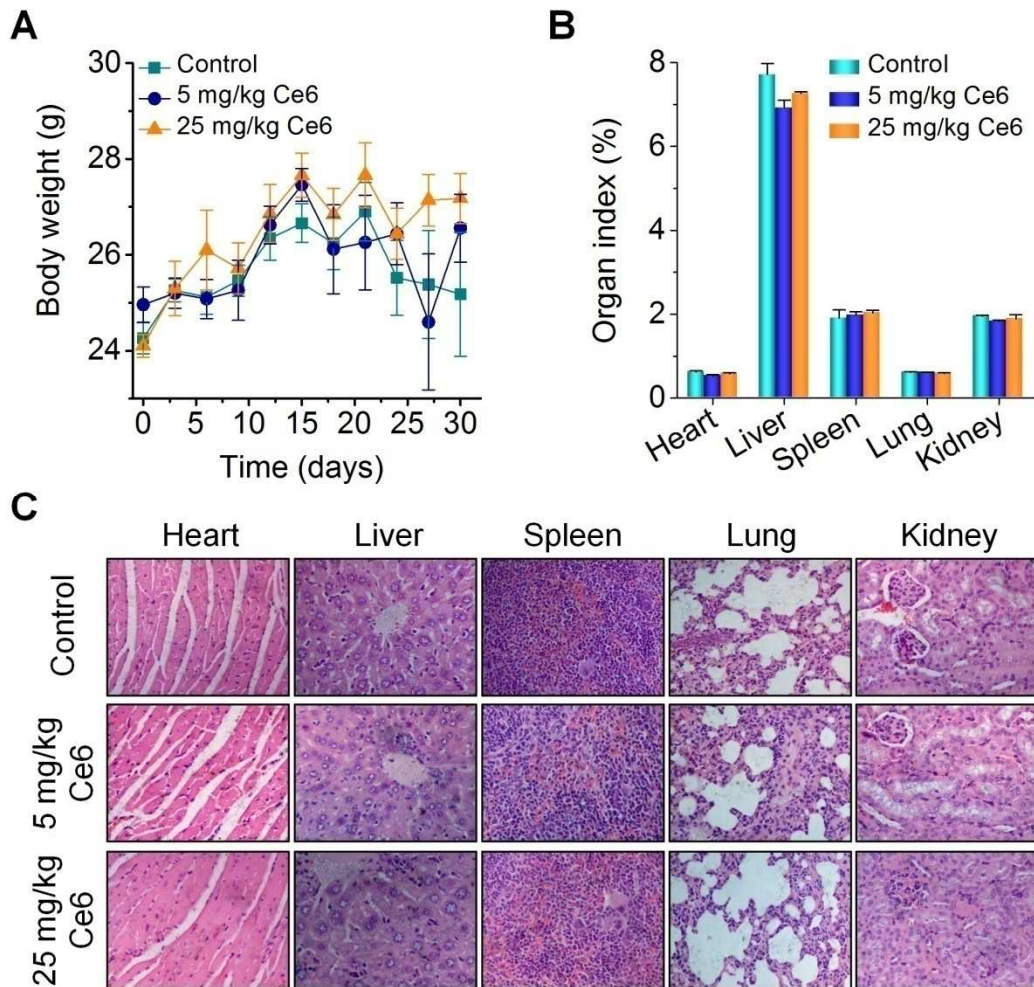 A
Body weight (g)
30
28
26
24
Control
5 mg/kg Ce6
25 mg/kg Ce6
0 5 10 15 20 25 30
Time (days)
B
Organ index (%)
8
6
4
2
0
Control
5 mg/kg Ce6
25 mg/kg Ce6
Heart Liver Spleen Lung Kidney
C
Heart Liver Spleen Lung Kidney
Control
5 mg/kg
Ce6
25 mg/kg
Ce6